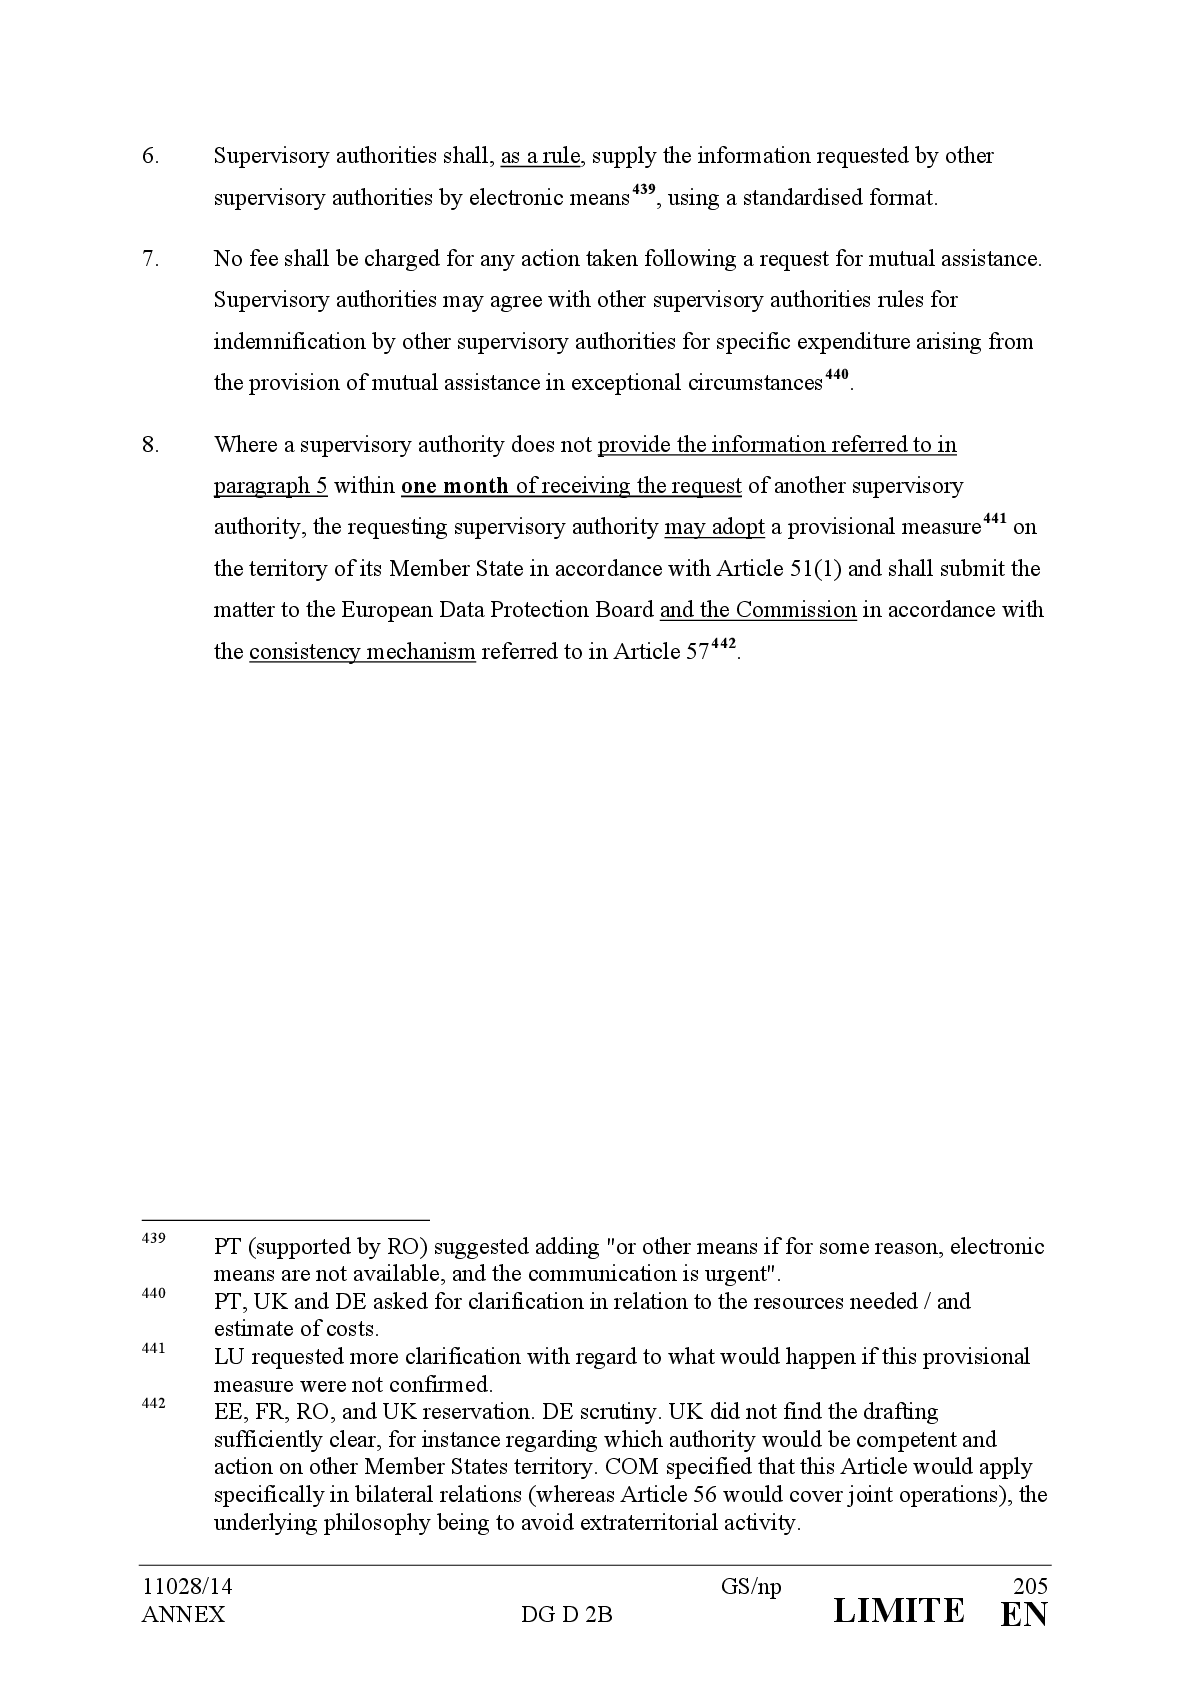 6. Supervisory authorities shall, as a rule, supply the information requested by other
supervisory authorities by electronic means439, using a standardised format.
7. No fee shall be charged for any action taken following a request for mutual assistance.
Supervisory authorities may agree with other supervisory authorities rules for
indemnification by other supervisory authorities for specific expenditure arising from
the provision of mutual assistance in exceptional circumstances440.
8. Where a supervisory authority does not provide the information referred to in
paragraph 5 within one month of receiving the request of another supervisory
authority, the requesting supervisory authority may adopt a provisional measure441 on
the territory of its Member State in accordance with Article 51(1) and shall submit the
matter to the European Data Protection Board and the Commission in accordance with
the consistency mechanism referred to in Article 57442.
439 PT (supported by RO) suggested adding "or other means if for some reason, electronic
means are not available, and the communication is urgent".
440 PT, UK and DE asked for clarification in relation to the resources needed / and
estimate of costs.
441 LU requested more clarification with regard to what would happen if this provisional
measure were not confirmed.
442 EE, FR, RO, and UK reservation. DE scrutiny. UK did not find the drafting
sufficiently clear, for instance regarding which authority would be competent and
action on other Member States territory. COM specified that this Article would apply
specifically in bilateral relations (whereas Article 56 would cover joint operations), the
underlying philosophy being to avoid extraterritorial activity.
11028/14 GS/np 205
ANNEX DG D 2B LIMITE EN